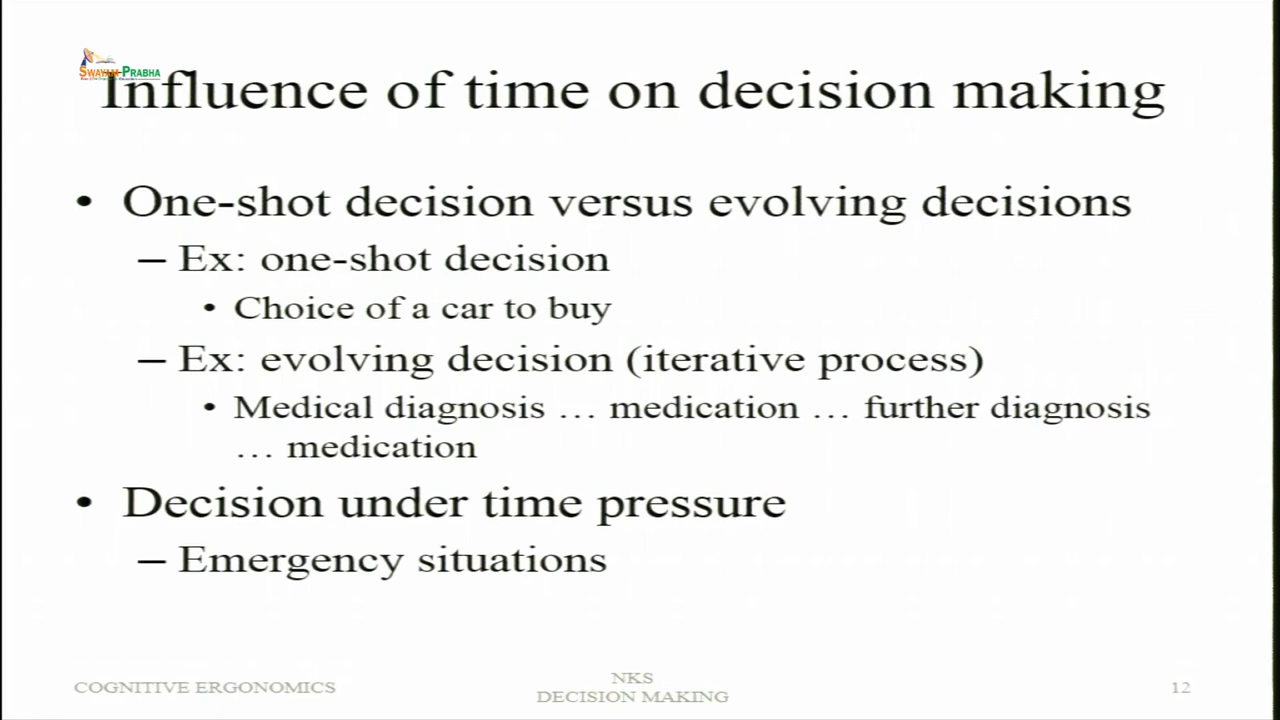 SWAYAM PRABHA
Influence of time on decision making
• One-shot decision versus evolving decisions
– Ex: one-shot decision
• Choice of a car to buy
– Ex: evolving decision (iterative process)
• Medical diagnosis … medication … further diagnosis
… medication
• Decision under time pressure
– Emergency situations
COGNITIVE ERGONOMICS
NKS
DECISION MAKING
12